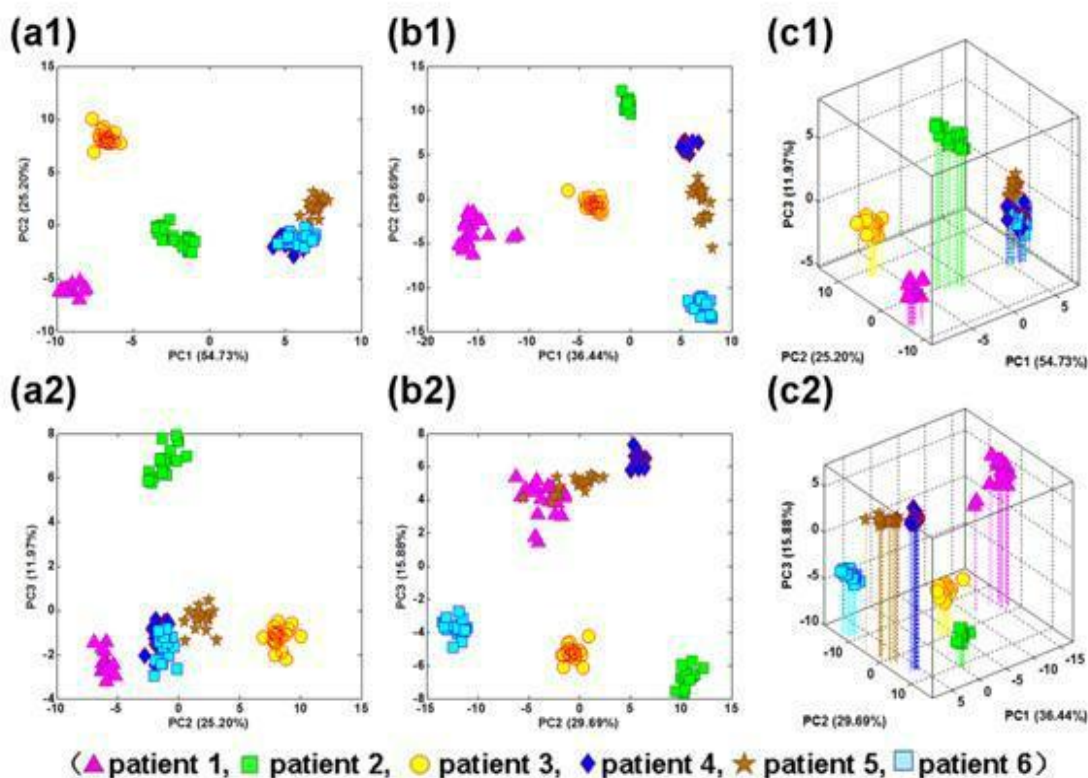 (a1) (b1) (c1)
15 15
10 10
5 5
0 0
-5 -5
-10 -10
-15
PC2 (25.20%)
PC2 (29.69%)
PC3 (11.97%)
5
0
-5
-10 -5 0 5 10
PC1 (54.73%)
-20 -15 -10 -5 0 5 10 15
PC1 (36.44%)
10 0 -10
PC2 (25.20%)
-5 0 5
PC1 (54.73%)
(a2) (b2) (c2)
8 8
6 6
4 4
2 2
0 0
-2 -2
-4 -4
-6
-8
PC3 (11.97%)
PC3 (15.88%)
PC3 (15.88%)
5
0
-5
-10
-10 -5 0 5 10 15
PC2 (25.20%)
-15 -10 -5 0 5 10 15
PC2 (29.69%)
-10 0 10
PC2 (29.69%)
5 0 -5 -10 -15
PC1 (36.44%)
( patient 1, patient 2, patient 3, patient 4, patient 5, patient 6)